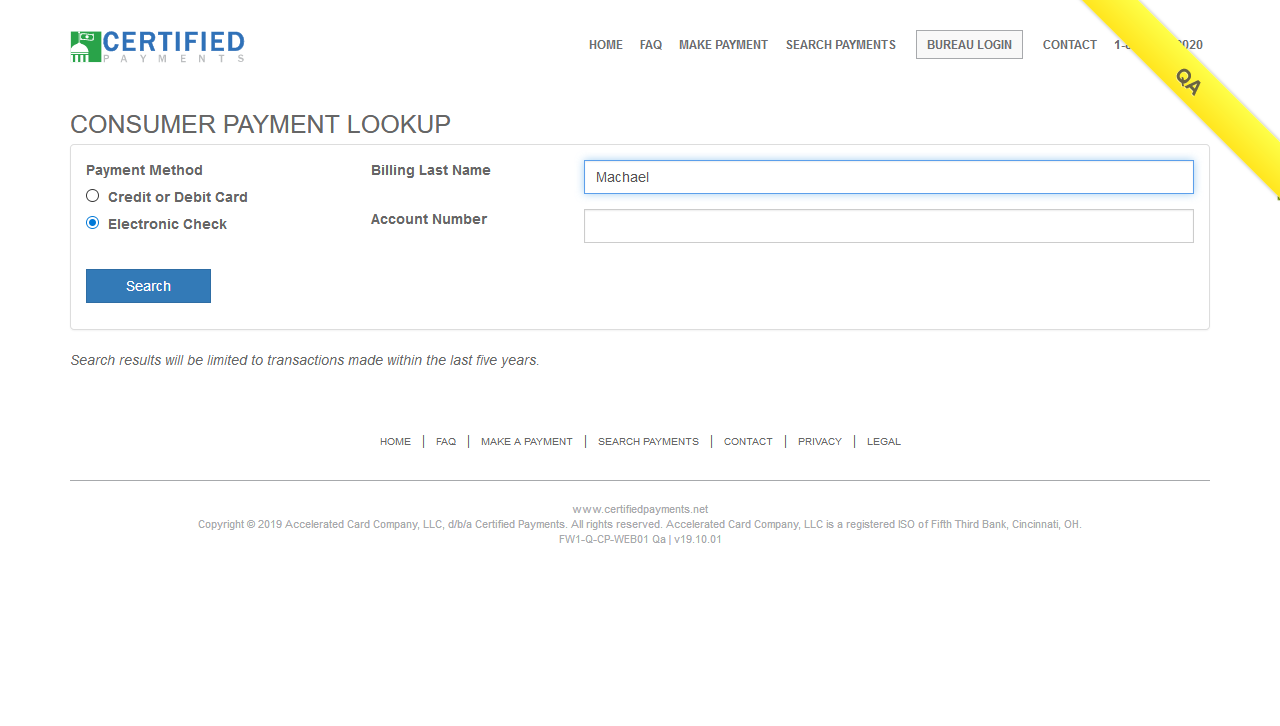 CERTIFIED
PAYMENTS
HOME FAQ MAKE PAYMENT SEARCH PAYMENTS BUREAU LOGIN CONTACT
QA
CONSUMER PAYMENT LOOKUP
Payment Method
Credit or Debit Card
Electronic Check
Billing Last Name
Machael
Account Number
Search
Search results will be limited to transactions made within the last five years.
HOME | FAQ | MAKE A PAYMENT | SEARCH PAYMENTS | CONTACT | PRIVACY | LEGAL
www.certifiedpayments.net
Copyright © 2019 Accelerated Card Company, LLC, d/b/a Certified Payments. All rights reserved. Accelerated Card Company, LLC is a registered ISO of Fifth Third Bank, Cincinnati, OH.
FW1-Q-CP-WEB01 Qa | v19.10.01